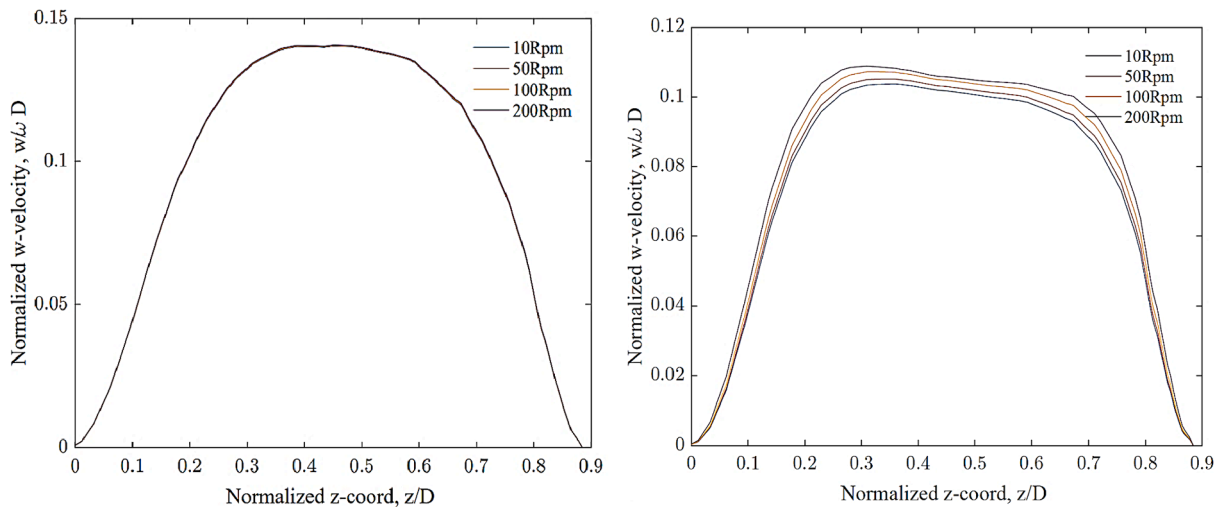 0.15
10Rpm
50Rpm
100Rpm
200Rpm
0.1
Normalized w-velocity, w/ω D
0.05
0
0 0.1 0.2 0.3 0.4 0.5 0.6 0.7 0.8 0.9
Normalized z-coord, z/D
0.12
10Rpm
50Rpm
100Rpm
200Rpm
0.1
0.08
Normalized w-velocity, w/ω D
0.06
0.04
0.02
0
0 0.1 0.2 0.3 0.4 0.5 0.6 0.7 0.8 0.9
Normalized z-coord, z/D